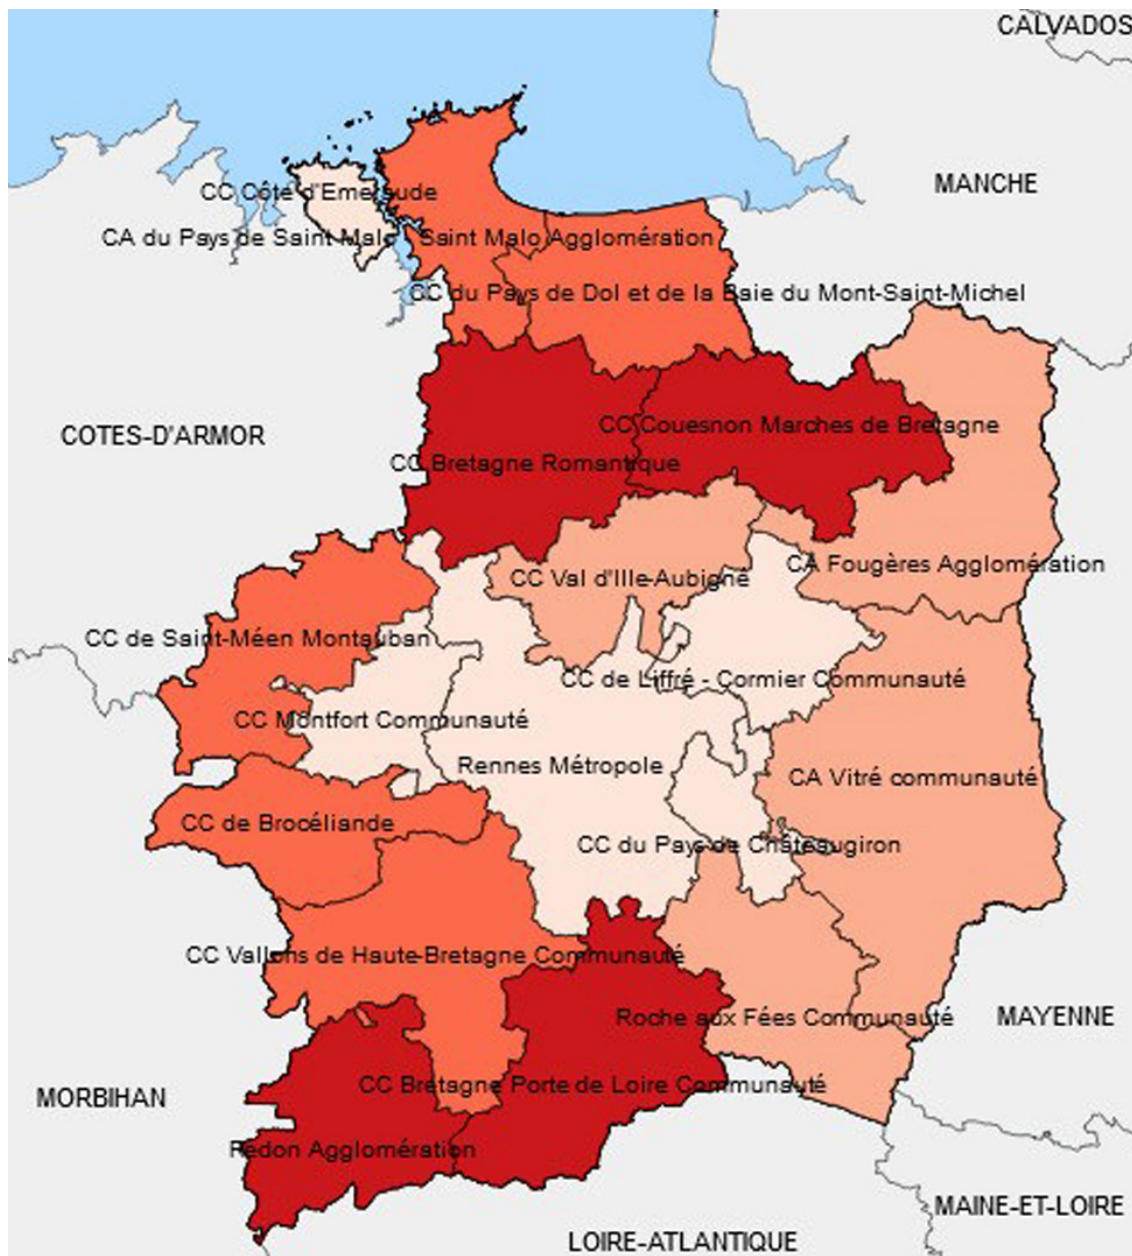 CALVADOS
MANCHE
CC Côte d'Emeraude
CA du Pays de Saint Malo Saint Malo Agglomération
CC du Pays de Dol et de la Baie du Mont-Saint-Michel
COTES-D'ARMOR
CC Couesnon Marches de Bretagne
CC Bretagne Romantique
CA Fougères Agglomération
CC Val d'Ille-Aubigné
CC de Saint-Méen Montauban
CC de Liffré - Cormier Communauté
CC Montfort Communauté
Rennes Métropole
CA Vitré communauté
CC de Brocéliande
CC du Pays de Châteaugiron
CC Vallons de Haute-Bretagne Communauté
Roche aux Fées Communauté
MAYENNE
CC Bretagne Porte de Loire Communauté
MORBIHAN
Redon Agglomération
MAINE-ET-LOIRE
LOIRE-ATLANTIQUE